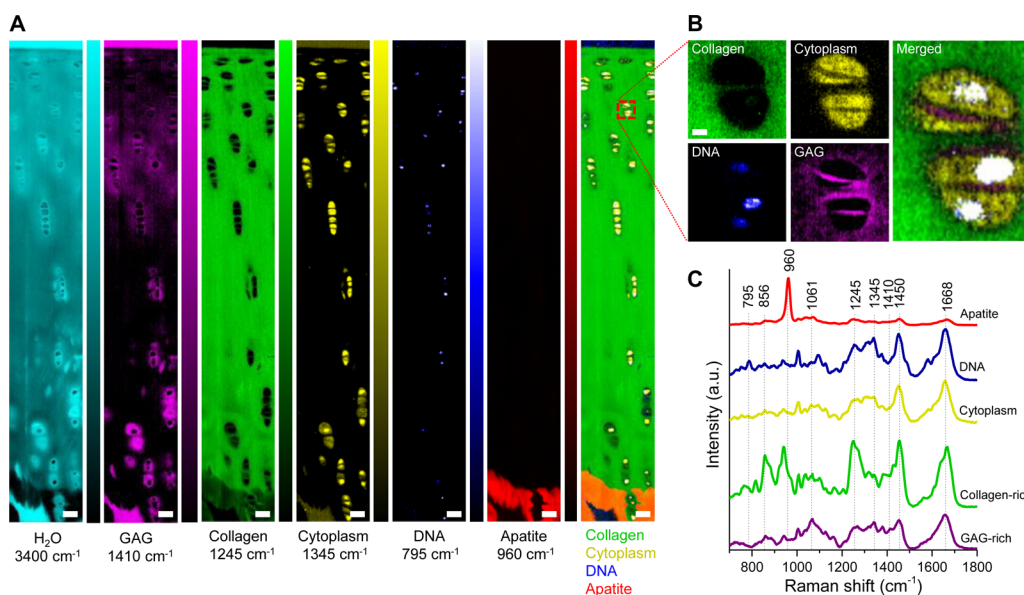 A
H₂O
3400 cm⁻¹
GAG
1410 cm⁻¹
Collagen
1245 cm⁻¹
Cytoplasm
1345 cm⁻¹
DNA
795 cm⁻¹
Apatite
960 cm⁻¹
Collagen
Cytoplasm
DNA
Apatite
B
Collagen
Cytoplasm
Merged
DNA
GAG
C
795
856
960
1061
1245
1345
1410
1450
1668
Apatite
DNA
Cytoplasm
Collagen-ric
GAG-rich
Intensity (a.u.)
800 1000 1200 1400 1600 1800
Raman shift (cm⁻¹)